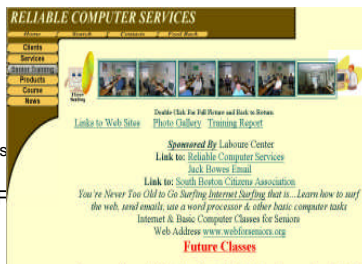 RELIABLE COMPUTER SERVICES
Home Search Contacts Feed Back
Clients
Services
Senior Training
Products
Course
News
Double Click For Full Picture and Back to Return
Links to Web Sites Photo Gallery Training Report
Sponsored By Laboure Center
Link to: Reliable Computer Services
Jack Bowes Email
Link to: South Boston Citizens Association
You're Never Too Old to Go Surfing Internet Surfing that is...Learn how to surf
the web, send emails, use a word processor & other basic computer tasks
Internet & Basic Computer Classes for Seniors
Web Address www.webforseniors.org
Future Classes